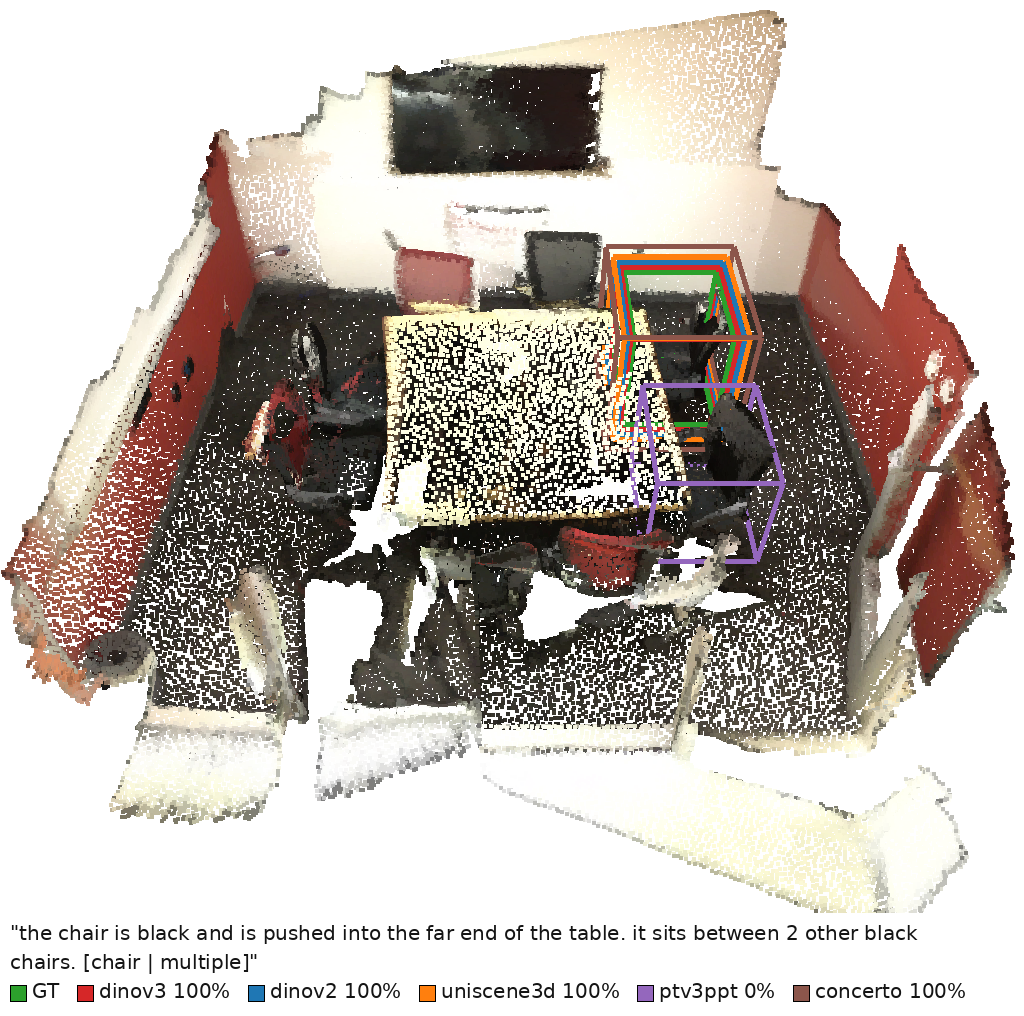 "the chair is black and is pushed into the far end of the table. it sits between 2 other black
chairs. [chair | multiple]"
GT dinov3 100% dinov2 100% uniscene3d 100% ptv3ppt 0% concerto 100%